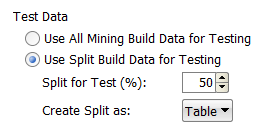 Test Data
Use All Mining Build Data for Testing
Use Split Build Data for Testing
Split for Test (%): 50
Create Split as: Table